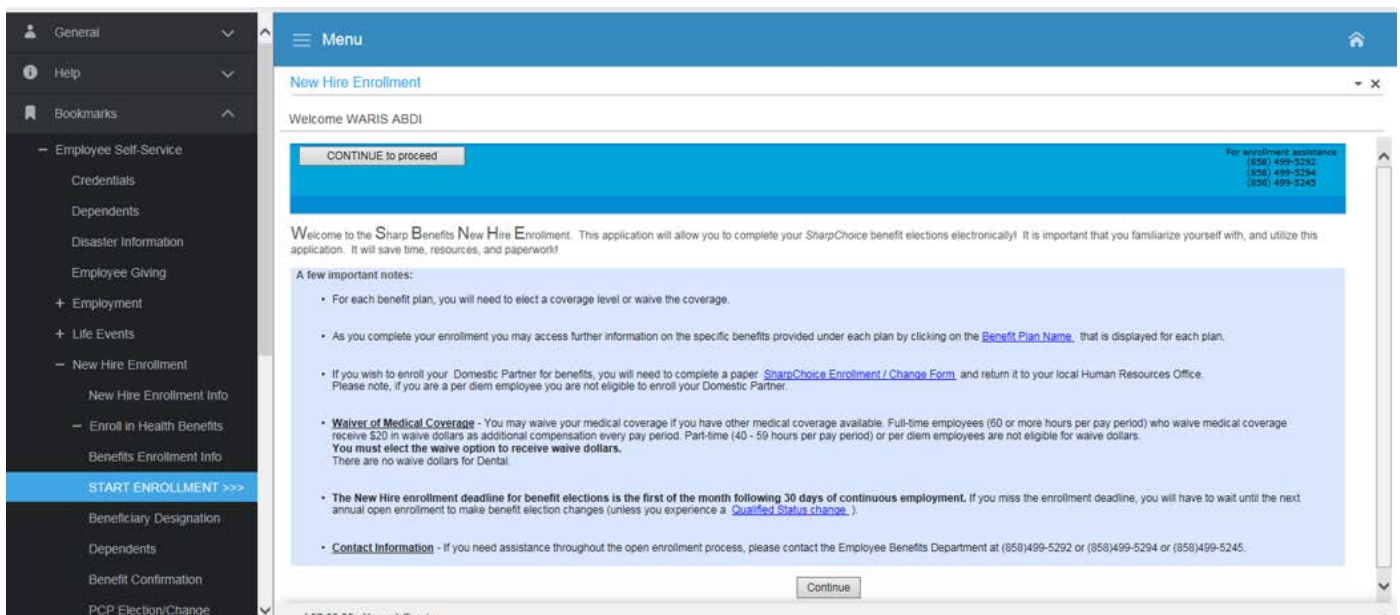 General
Help
Bookmarks
Employee Self-Service
Credentials
Dependents
Disaster Information
Employee Giving
Employment
Life Events
New Hire Enrollment
New Hire Enrollment Info
Enroll in Health Benefits
Benefits Enrollment Info
START ENROLLMENT >>>
Beneficiary Designation
Dependents
Benefit Confirmation
PCP Election/Change
Menu
New Hire Enrollment
Welcome WARIS ABDI
CONTINUE to proceed
For enrollment assistance
(858) 499-5292
(858) 499-5294
(858) 499-5245
Welcome to the Sharp Benefits New Hire Enrollment. This application will allow you to complete your SharpChoice benefit elections electronically! It is important that you familiarize yourself with, and utilize this
application. It will save time, resources, and paperwork!
A few important notes:
• For each benefit plan, you will need to elect a coverage level or waive the coverage.
• As you complete your enrollment you may access further information on the specific benefits provided under each plan by clicking on the Benefit Plan Name that is displayed for each plan.
• If you wish to enroll your Domestic Partner for benefits, you will need to complete a paper SharpChoice Enrollment / Change Form and return it to your local Human Resources Office.
Please note, if you are a per diem employee you are not eligible to enroll your Domestic Partner.
• Waiver of Medical Coverage - You may waive your medical coverage if you have other medical coverage available. Full-time employees (60 or more hours per pay period) who waive medical coverage
receive $20 in waive dollars as additional compensation every pay period. Part-time (40 - 59 hours per pay period) or per diem employees are not eligible for waive dollars.
You must elect the waive option to receive waive dollars.
There are no waive dollars for Dental.
• The New Hire enrollment deadline for benefit elections is the first of the month following 30 days of continuous employment. If you miss the enrollment deadline, you will have to wait until the next
annual open enrollment to make benefit election changes (unless you experience a Qualified Status change ).
• Contact Information - If you need assistance throughout the open enrollment process, please contact the Employee Benefits Department at (858)499-5292 or (858)499-5294 or (858)499-5245.
Continue